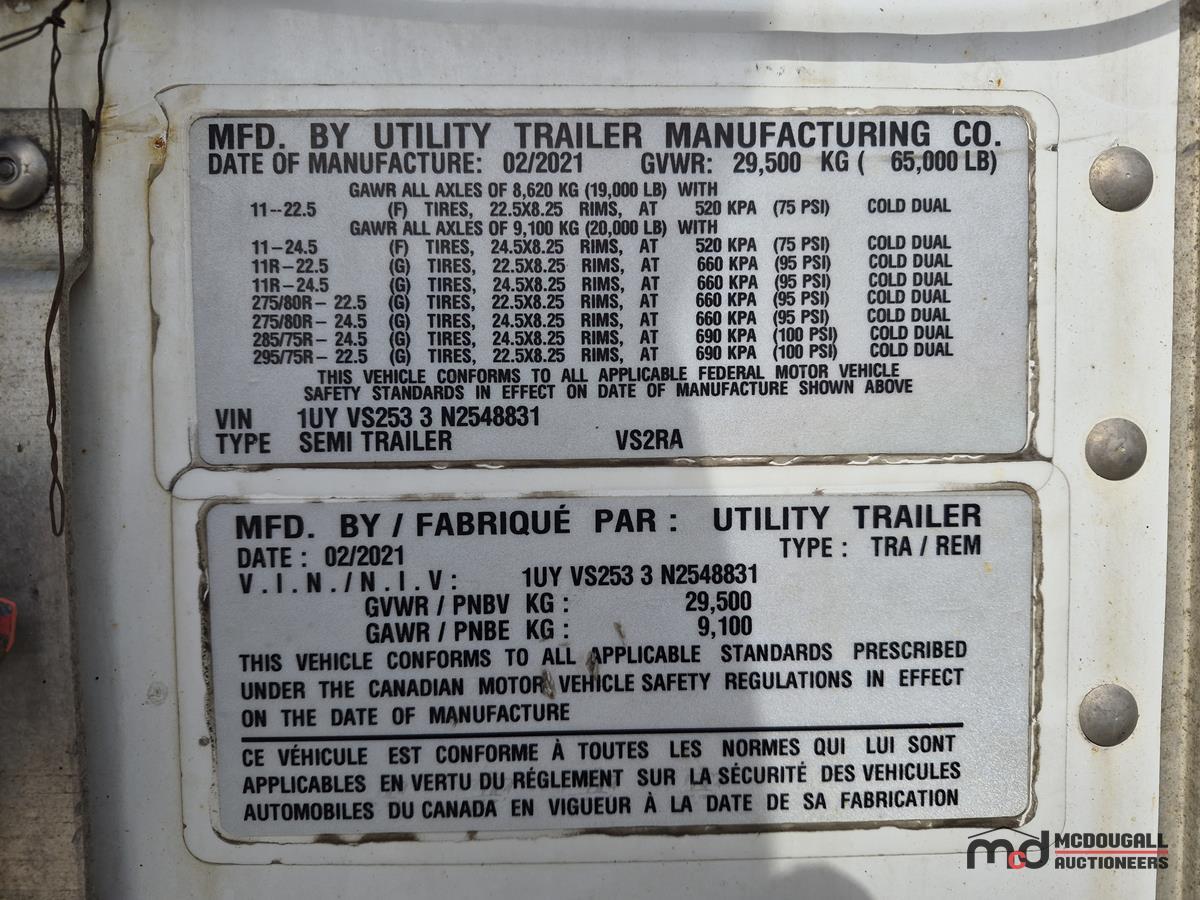 MFD. BY UTILITY TRAILER MANUFACTURING CO.
DATE OF MANUFACTURE: 02/2021 GVWR: 29,500 KG ( 65,000 LB)
GAWR ALL AXLES OF 8,620 KG (19,000 LB) WITH
11--22.5 (F) TIRES, 22.5X8.25 RIMS, AT 520 KPA (75 PSI) COLD DUAL
GAWR ALL AXLES OF 9,100 KG (20,000 LB) WITH
11-24.5 (F) TIRES, 24.5X8.25 RIMS, AT 520 KPA (75 PSI) COLD DUAL
11R-22.5 (G) TIRES, 22.5X8.25 RIMS, AT 660 KPA (95 PSI) COLD DUAL
11R-24.5 (G) TIRES, 24.5X8.25 RIMS, AT 660 KPA (95 PSI) COLD DUAL
275/80R- 22.5 (G) TIRES, 22.5X8.25 RIMS, AT 660 KPA (95 PSI) COLD DUAL
275/80R- 24.5 (G) TIRES, 24.5X8.25 RIMS, AT 660 KPA (95 PSI) COLD DUAL
285/75R- 24.5 (G) TIRES, 24.5X8.25 RIMS, AT 690 KPA (100 PSI) COLD DUAL
295/75R- 22.5 (G) TIRES, 22.5X8.25 RIMS, AT 690 KPA (100 PSI) COLD DUAL
THIS VEHICLE CONFORMS TO ALL APPLICABLE FEDERAL MOTOR VEHICLE
SAFETY STANDARDS IN EFFECT ON DATE OF MANUFACTURE SHOWN ABOVE
VIN 1UY VS253 3 N2548831
TYPE SEMI TRAILER VS2RA
MFD. BY / FABRIQUÉ PAR : UTILITY TRAILER
DATE : 02/2021 TYPE : TRA / REM
V.I.N./N.I.V: 1UY VS253 3 N2548831
GVWR / PNBV KG : 29,500
GAWR / PNBE KG : 9,100
THIS VEHICLE CONFORMS TO ALL APPLICABLE STANDARDS PRESCRIBED
UNDER THE CANADIAN MOTOR VEHICLE SAFETY REGULATIONS IN EFFECT
ON THE DATE OF MANUFACTURE
CE VÉHICULE EST CONFORME À TOUTES LES NORMES QUI LUI SONT
APPLICABLES EN VERTU DU RÉGLEMENT SUR LA SÉCURITÉ DES VEHICULES
AUTOMOBILES DU CANADA EN VIGUEUR À LA DATE DE SA FABRICATION
mcd MCDOUGALL
AUCTIONEERS